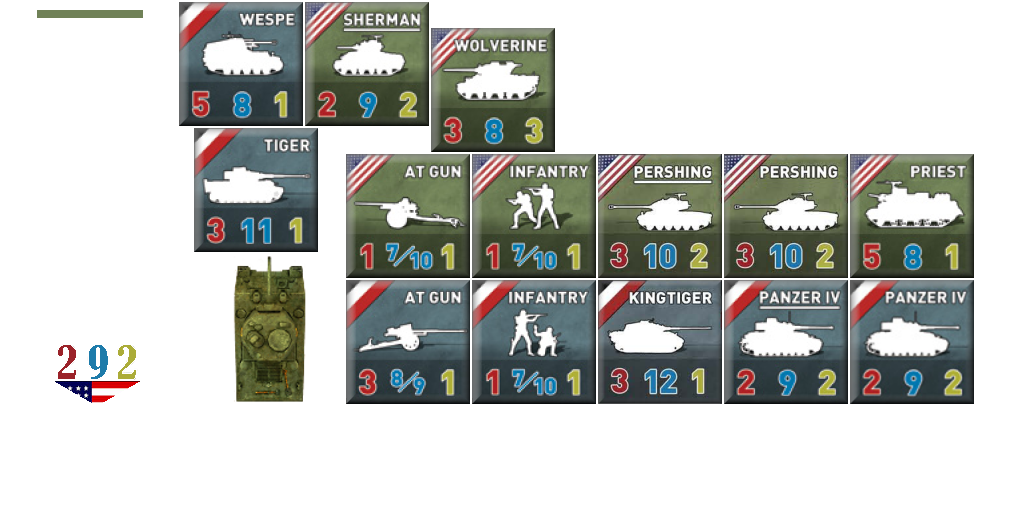 WESPE
5 8 1
SHERMAN
2 9 2
WOLVERINE
3 8 3
TIGER
3 11 1
AT GUN
1 7/10 1
INFANTRY
1 7/10 1
PERSHING
3 10 2
PERSHING
3 10 2
PRIEST
5 8 1
AT GUN
3 8/9 1
INFANTRY
1 7/10 1
KINGTIGER
3 12 1
PANZER IV
2 9 2
PANZER IV
2 9 2
2 9 2